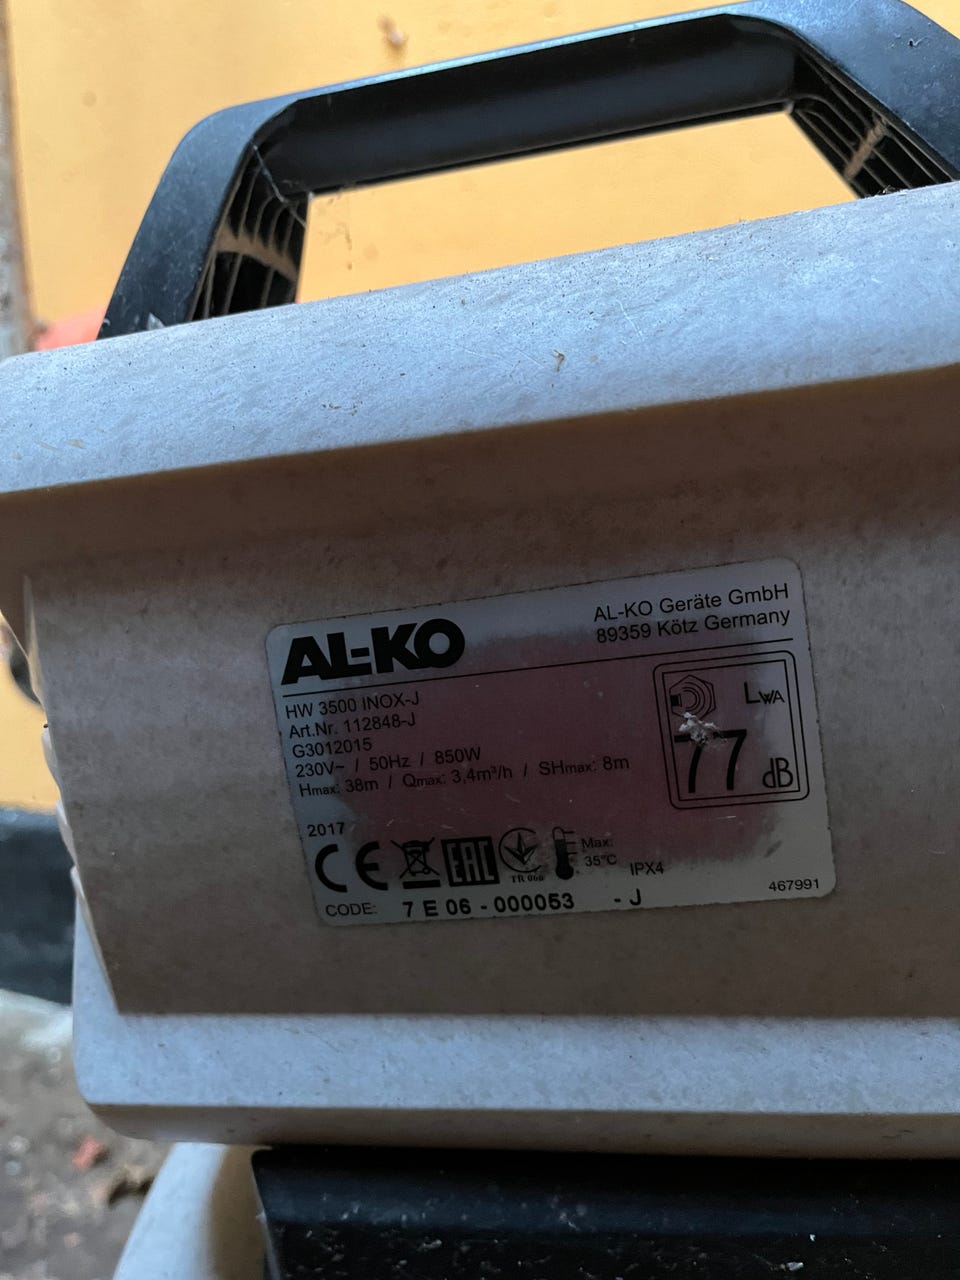 AL-KO
AL-KO Geräte GmbH
89359 Kötz Germany
HW 3500 INOX-J
Art.Nr. 112848-J
G3012015
230V~ / 50Hz / 850W
Hmax: 38m / Qmax: 3,4m³/h / SHmax: 8m
LWA
77 dB
2017
CE
EAC
TR 066
Max:
35°C
IPX4
467991
CODE: 7 E 06 - 000053 - J